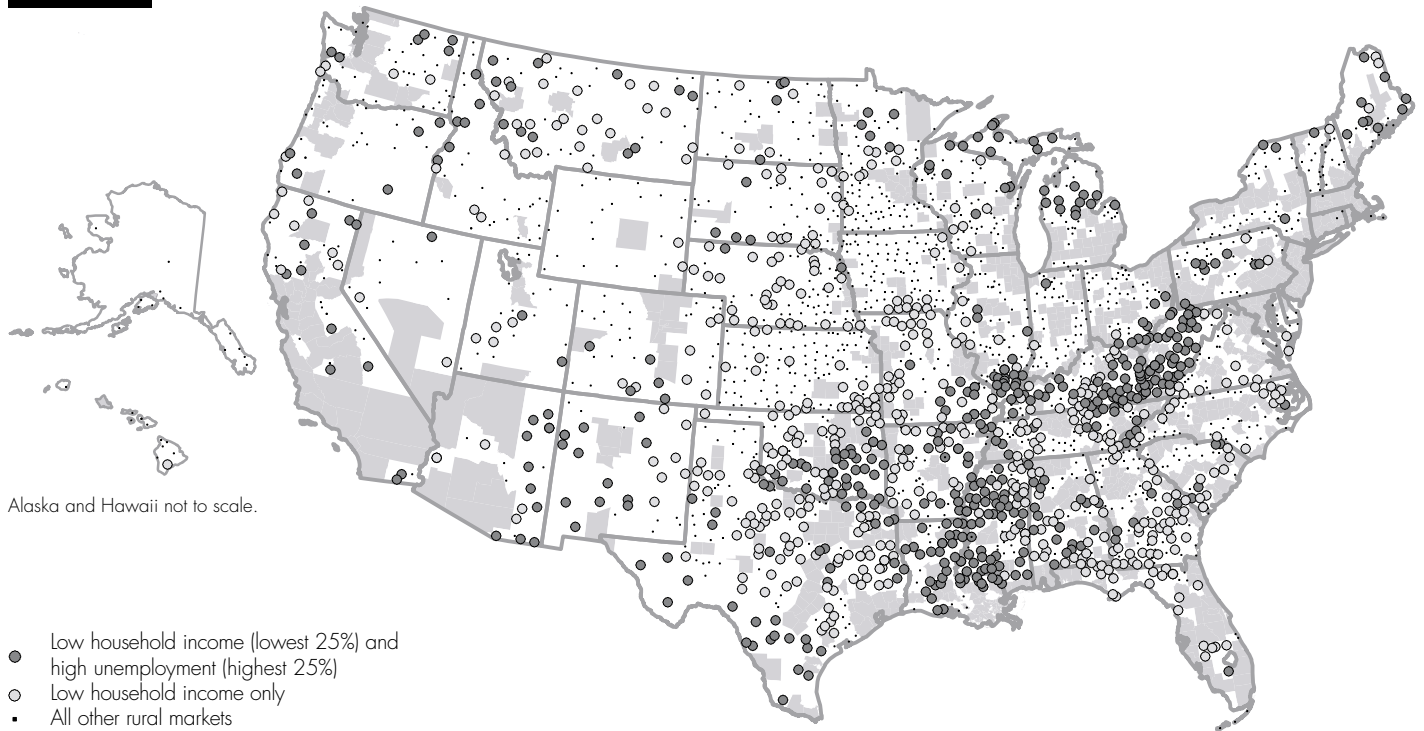 Alaska and Hawaii not to scale.
Low household income (lowest 25%) and
high unemployment (highest 25%)
Low household income only
All other rural markets